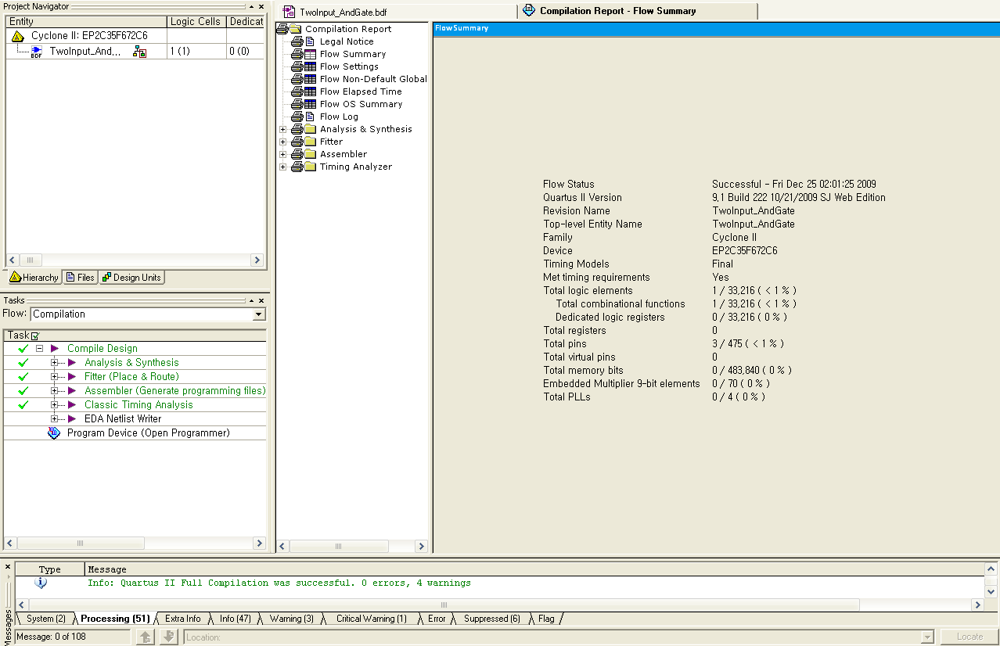 Project Navigator
Entity Logic Cells Dedicat
Cyclone II: EP2C35F672C6
TwoInput_And... 1 (1) 0 (0)
Hierarchy Files Design Units
Tasks
Flow: Compilation
Task
Compile Design
Analysis & Synthesis
Fitter (Place & Route)
Assembler (Generate programming files)
Classic Timing Analysis
EDA Netlist Writer
Program Device (Open Programmer)
TwoInput_AndGate.bdf
Compilation Report - Flow Summary
Compilation Report
Legal Notice
Flow Summary
Flow Settings
Flow Non-Default Global
Flow Elapsed Time
Flow OS Summary
Flow Log
Analysis & Synthesis
Fitter
Assembler
Timing Analyzer
Flow Summary
Flow Status Successful - Fri Dec 25 02:01:25 2009
Quartus II Version 9.1 Build 222 10/21/2009 SJ Web Edition
Revision Name TwoInput_AndGate
Top-level Entity Name TwoInput_AndGate
Family Cyclone II
Device EP2C35F672C6
Timing Models Final
Met timing requirements Yes
Total logic elements 1 / 33,216 ( < 1 % )
Total combinational functions 1 / 33,216 ( < 1 % )
Dedicated logic registers 0 / 33,216 ( 0 % )
Total registers 0
Total pins 3 / 475 ( < 1 % )
Total virtual pins 0
Total memory bits 0 / 483,840 ( 0 % )
Embedded Multiplier 9-bit elements 0 / 70 ( 0 % )
Total PLLs 0 / 4 ( 0 % )
Type Message
Info: Quartus II Full Compilation was successful. 0 errors, 4 warnings
System (2) Processing (51) Extra Info Info (47) Warning (3) Critical Warning (1) Error Suppressed (6) Flag
Messages
Message: 0 of 108 Location: Locate